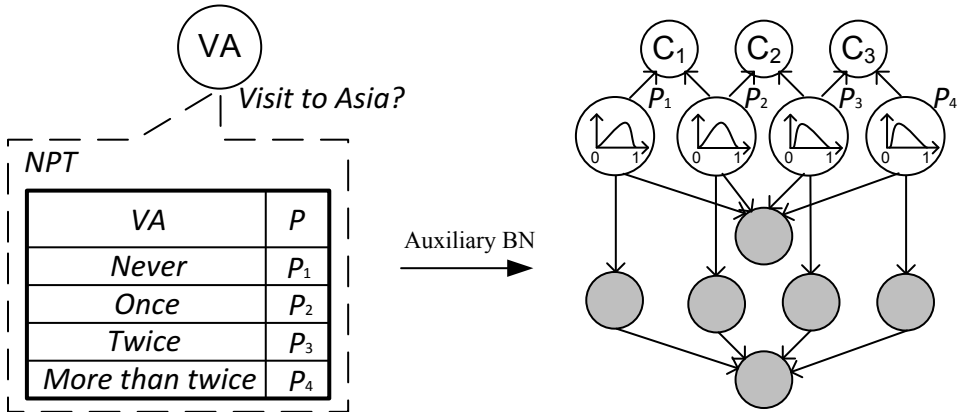 VA
Visit to Asia?
NPT
VA P
Never P₁
Once P₂
Twice P₃
More than twice P₄
Auxiliary BN
C₁ C₂ C₃
P₁ P₂ P₃ P₄
0 1 0 1 0 1 0 1